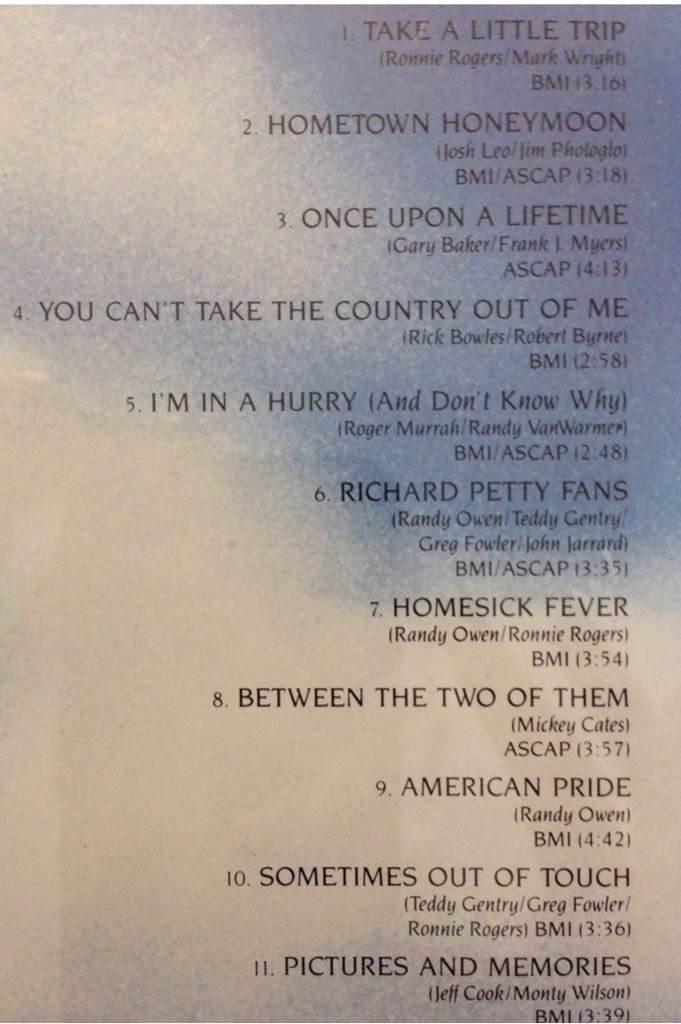 1. TAKE A LITTLE TRIP
(Ronnie Rogers/Mark Wright)
BMI (3:16)
2. HOMETOWN HONEYMOON
(Josh Leo/Jim Photoglo)
BMI/ASCAP (3:18)
3. ONCE UPON A LIFETIME
(Gary Baker/Frank J. Myers)
ASCAP (4:13)
4. YOU CAN'T TAKE THE COUNTRY OUT OF ME
(Rick Bowles/Robert Byrne)
BMI (2:58)
5. I'M IN A HURRY (And Don't Know Why)
(Roger Murrah/Randy VanWarmer)
BMI/ASCAP (2:48)
6. RICHARD PETTY FANS
(Randy Owen/Teddy Gentry/
Greg Fowler/John Jarrard)
BMI/ASCAP (3:35)
7. HOMESICK FEVER
(Randy Owen/Ronnie Rogers)
BMI (3:54)
8. BETWEEN THE TWO OF THEM
(Mickey Cates)
ASCAP (3:57)
9. AMERICAN PRIDE
(Randy Owen)
BMI (4:42)
10. SOMETIMES OUT OF TOUCH
(Teddy Gentry/Greg Fowler/
Ronnie Rogers) BMI (3:36)
11. PICTURES AND MEMORIES
(Jeff Cook/Monty Wilson)
BMI (3:39)